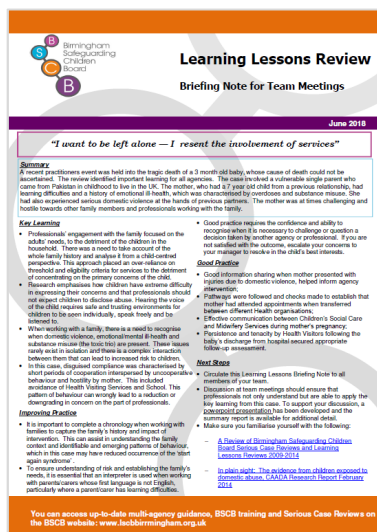 Birmingham
Safeguarding
Children
Board
B
S
C
B
Learning Lessons Review
Briefing Note for Team Meetings
June 2018
"I want to be left alone — I resent the involvement of services"
Summary
A recent practitioners event was held into the tragic death of a 3 month old baby, whose cause of death could not be
ascertained. The review identified important learning for all agencies. The case involved a vulnerable single parent who
came from Pakistan in childhood to live in the UK. The mother, who had a 7 year old child from a previous relationship, had
learning difficulties and a history of emotional ill-health, which was characterised by overdoses and substance misuse. She
had also experienced serious domestic violence at the hands of previous partners. The mother was at times challenging and
hostile towards other family members and professionals working with the family.
Key Learning
• Professionals' engagement with the family focused on the
adults' needs, to the detriment of the children in the
household. There was a need to take account of the
whole family history and analyse it from a child-centred
perspective. This approach placed an over-reliance on
threshold and eligibility criteria for services to the detriment
of concentrating on the primary concerns of the child.
• Research emphasises how children have extreme difficulty
in expressing their concerns and that professionals should
not expect children to disclose abuse. Hearing the voice
of the child requires safe and trusting environments for
children to be seen individually, speak freely and be
listened to.
• When working with a family, there is a need to recognise
when domestic violence, emotional/mental ill-health and
substance misuse (the toxic trio) are present. These issues
rarely exist in isolation and there is a complex interaction
between them that can lead to increased risk to children.
• In this case, disguised compliance was characterised by
short periods of cooperation interspersed by uncooperative
behaviour and hostility by mother. This included
avoidance of Health Visiting Services and School. This
pattern of behaviour can wrongly lead to a reduction or
downgrading in concern on the part of professionals.
Improving Practice
• It is important to complete a chronology when working with
families to capture the family's history and impact of
intervention. This can assist in understanding the family
context and identifiable and emerging patterns of behaviour,
which in this case may have reduced occurrence of the 'start
again syndrome'.
• To ensure understanding of risk and establishing the family's
needs, it is essential that an interpreter is used when working
with parents/carers whose first language is not English,
particularly where a parent/carer has learning difficulties.
• Good practice requires the confidence and ability to
recognise when it is necessary to challenge or question a
decision taken by another agency or professional. If you are
not satisfied with the outcome, escalate your concerns to
your manager to resolve in the child's best interests.
Good Practice
• Good information sharing when mother presented with
injuries due to domestic violence, helped inform agency
intervention;
• Pathways were followed and checks made to establish that
mother had attended appointments when transferred
between different Health organisations;
• Effective communication between Children's Social Care
and Midwifery Services during mother's pregnancy;
• Persistence and tenacity by Health Visitors following the
baby's discharge from hospital secured appropriate
follow-up assessment.
Next Steps
• Circulate this Learning Lessons Briefing Note to all
members of your team.
• Discussion at team meetings should ensure that
professionals not only understand but are able to apply the
key learning from this case. To support your discussion, a
powerpoint presentation has been developed and the
summary report is available for additional detail.
• Make sure you familiarise yourself with the following:
– A Review of Birmingham Safeguarding Children
Board Serious Case Reviews and Learning
Lessons Reviews 2009-2014
– In plain sight: The evidence from children exposed to
domestic abuse, CAADA Research Report February
2014
You can access up-to-date multi-agency guidance, BSCB training and Serious Case Reviews on
the BSCB website: www.lscbbirmingham.org.uk